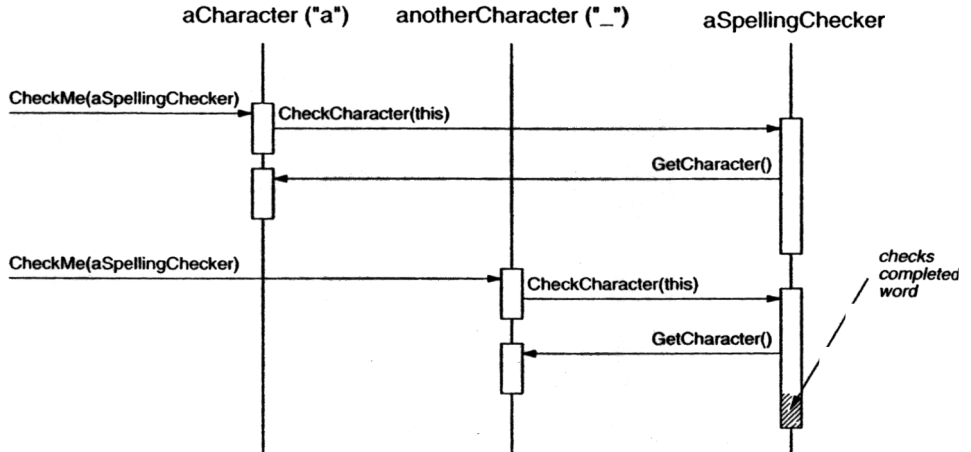 aCharacter ("a")
anotherCharacter ("_")
aSpellingChecker
CheckMe(aSpellingChecker)
CheckCharacter(this)
GetCharacter()
CheckMe(aSpellingChecker)
CheckCharacter(this)
GetCharacter()
checks
completed
word